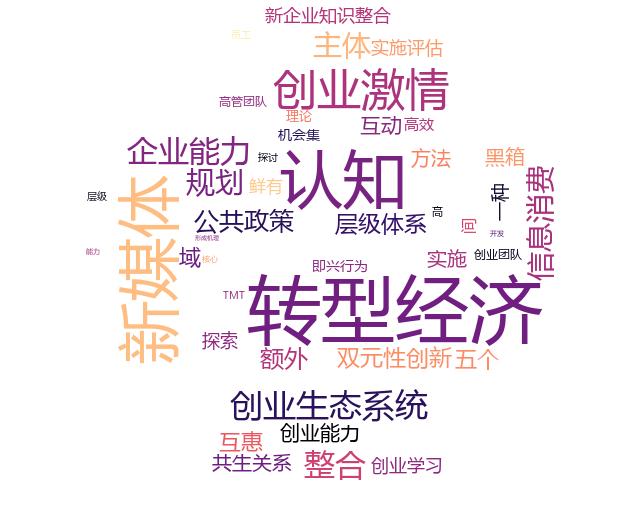 新企业知识整合
员工
主体
实施评估
创业激情
高管团队
理论
互动
高效
机会集
企业能力
探讨
认知
方法
黑箱
规划
鲜有
信息消费
一种
层级
新媒体
公共政策
层级体系
高
间
开发
形成机理
能力
域
核心
即兴行为
实施
创业团队
TMT
转型经济
探索
额外
双元性创新
五个
创业生态系统
互惠
创业能力
共生关系
整合
创业学习